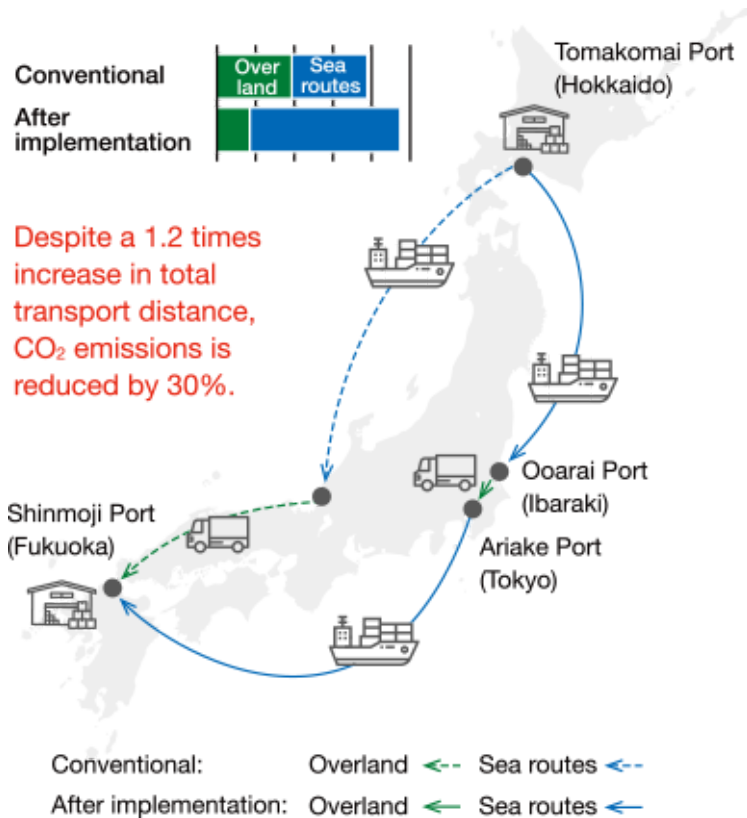 Conventional
Over
land
Sea
routes
After
implementation
Tomakomai Port
(Hokkaido)
Despite a 1.2 times
increase in total
transport distance,
CO₂ emissions is
reduced by 30%.
Ooarai Port
(Ibaraki)
Ariake Port
(Tokyo)
Shinmoji Port
(Fukuoka)
Conventional: Overland Sea routes
After implementation: Overland Sea routes